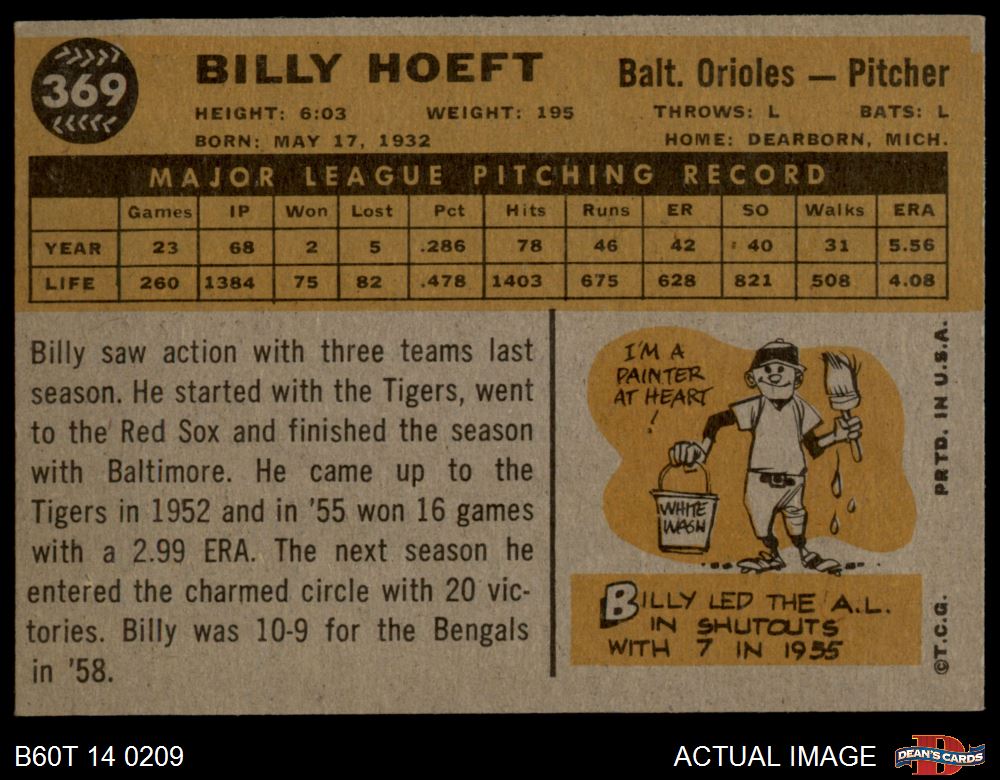 369
BILLY HOEFT
Balt. Orioles — Pitcher
HEIGHT: 6:03 WEIGHT: 195 THROWS: L BATS: L
BORN: MAY 17, 1932 HOME: DEARBORN, MICH.
MAJOR LEAGUE PITCHING RECORD
Games IP Won Lost Pct Hits Runs ER SO Walks ERA
YEAR 23 68 2 5 .286 78 46 42 40 31 5.56
LIFE 260 1384 75 82 .478 1403 675 628 821 508 4.08
Billy saw action with three teams last
season. He started with the Tigers, went
to the Red Sox and finished the season
with Baltimore. He came up to the
Tigers in 1952 and in '55 won 16 games
with a 2.99 ERA. The next season he
entered the charmed circle with 20 vic-
tories. Billy was 10-9 for the Bengals
in '58.
I'M A
PAINTER
AT HEART
!
WHITE
WASH
BILLY LED THE A.L.
IN SHUTOUTS
WITH 7 IN 1955
©T.C.G. PRTD. IN U.S.A.
B60T 14 0209
ACTUAL IMAGE
D
DEAN'S CARDS